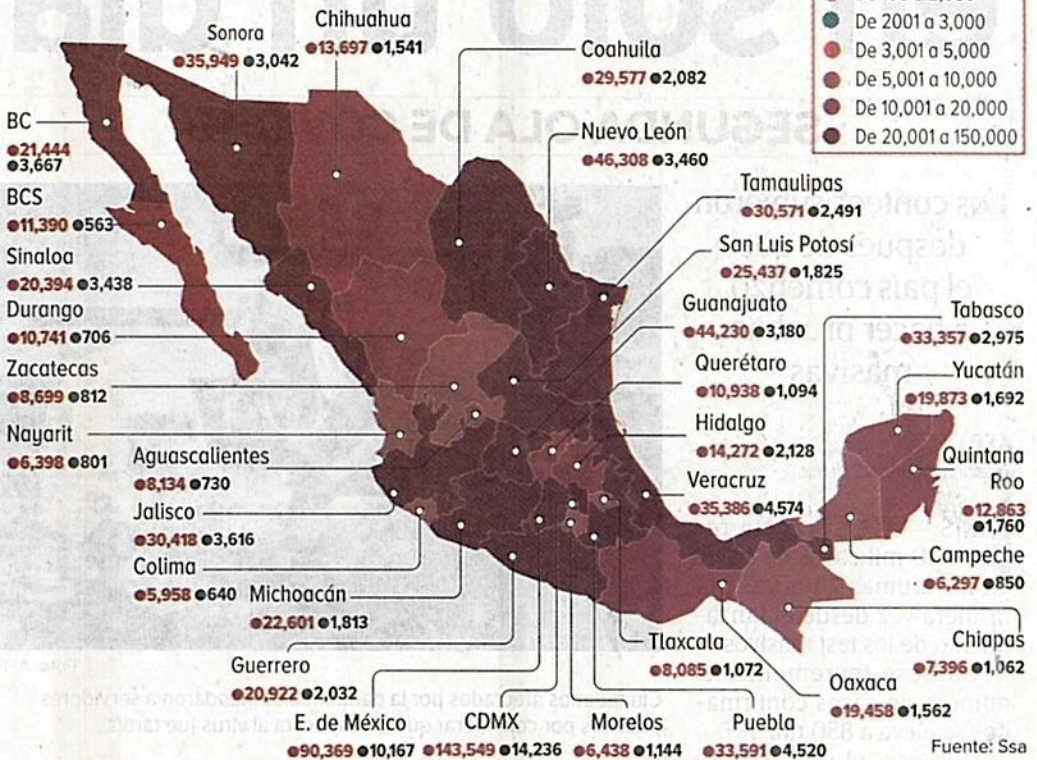 De 2001 a 3,000
De 3,001 a 5,000
De 5,001 a 10,000
De 10,001 a 20,000
De 20,001 a 150,000
Sonora
35,949 3,042
Chihuahua
13,697 1,541
Coahuila
29,577 2,082
BC
21,444
3,667
Nuevo León
46,308 3,460
BCS
11,390 563
Tamaulipas
30,571 2,491
Sinaloa
20,394 3,438
San Luis Potosí
25,437 1,825
Durango
10,741 706
Guanajuato
44,230 3,180
Tabasco
33,357 2,975
Zacatecas
8,699 812
Querétaro
10,938 1,094
Yucatán
19,873 1,692
Nayarit
6,398 801
Hidalgo
14,272 2,128
Aguascalientes
8,134 730
Quintana
Roo
12,863
1,760
Veracruz
35,386 4,574
Jalisco
30,418 3,616
Colima
5,958 640
Campeche
6,297 850
Michoacán
22,601 1,813
Tlaxcala
8,085 1,072
Chiapas
7,396 1,062
Guerrero
20,922 2,032
Oaxaca
19,458 1,562
E. de México
90,369 10,167
CDMX
143,549 14,236
Morelos
6,438 1,144
Puebla
33,591 4,520
Fuente: Ssa